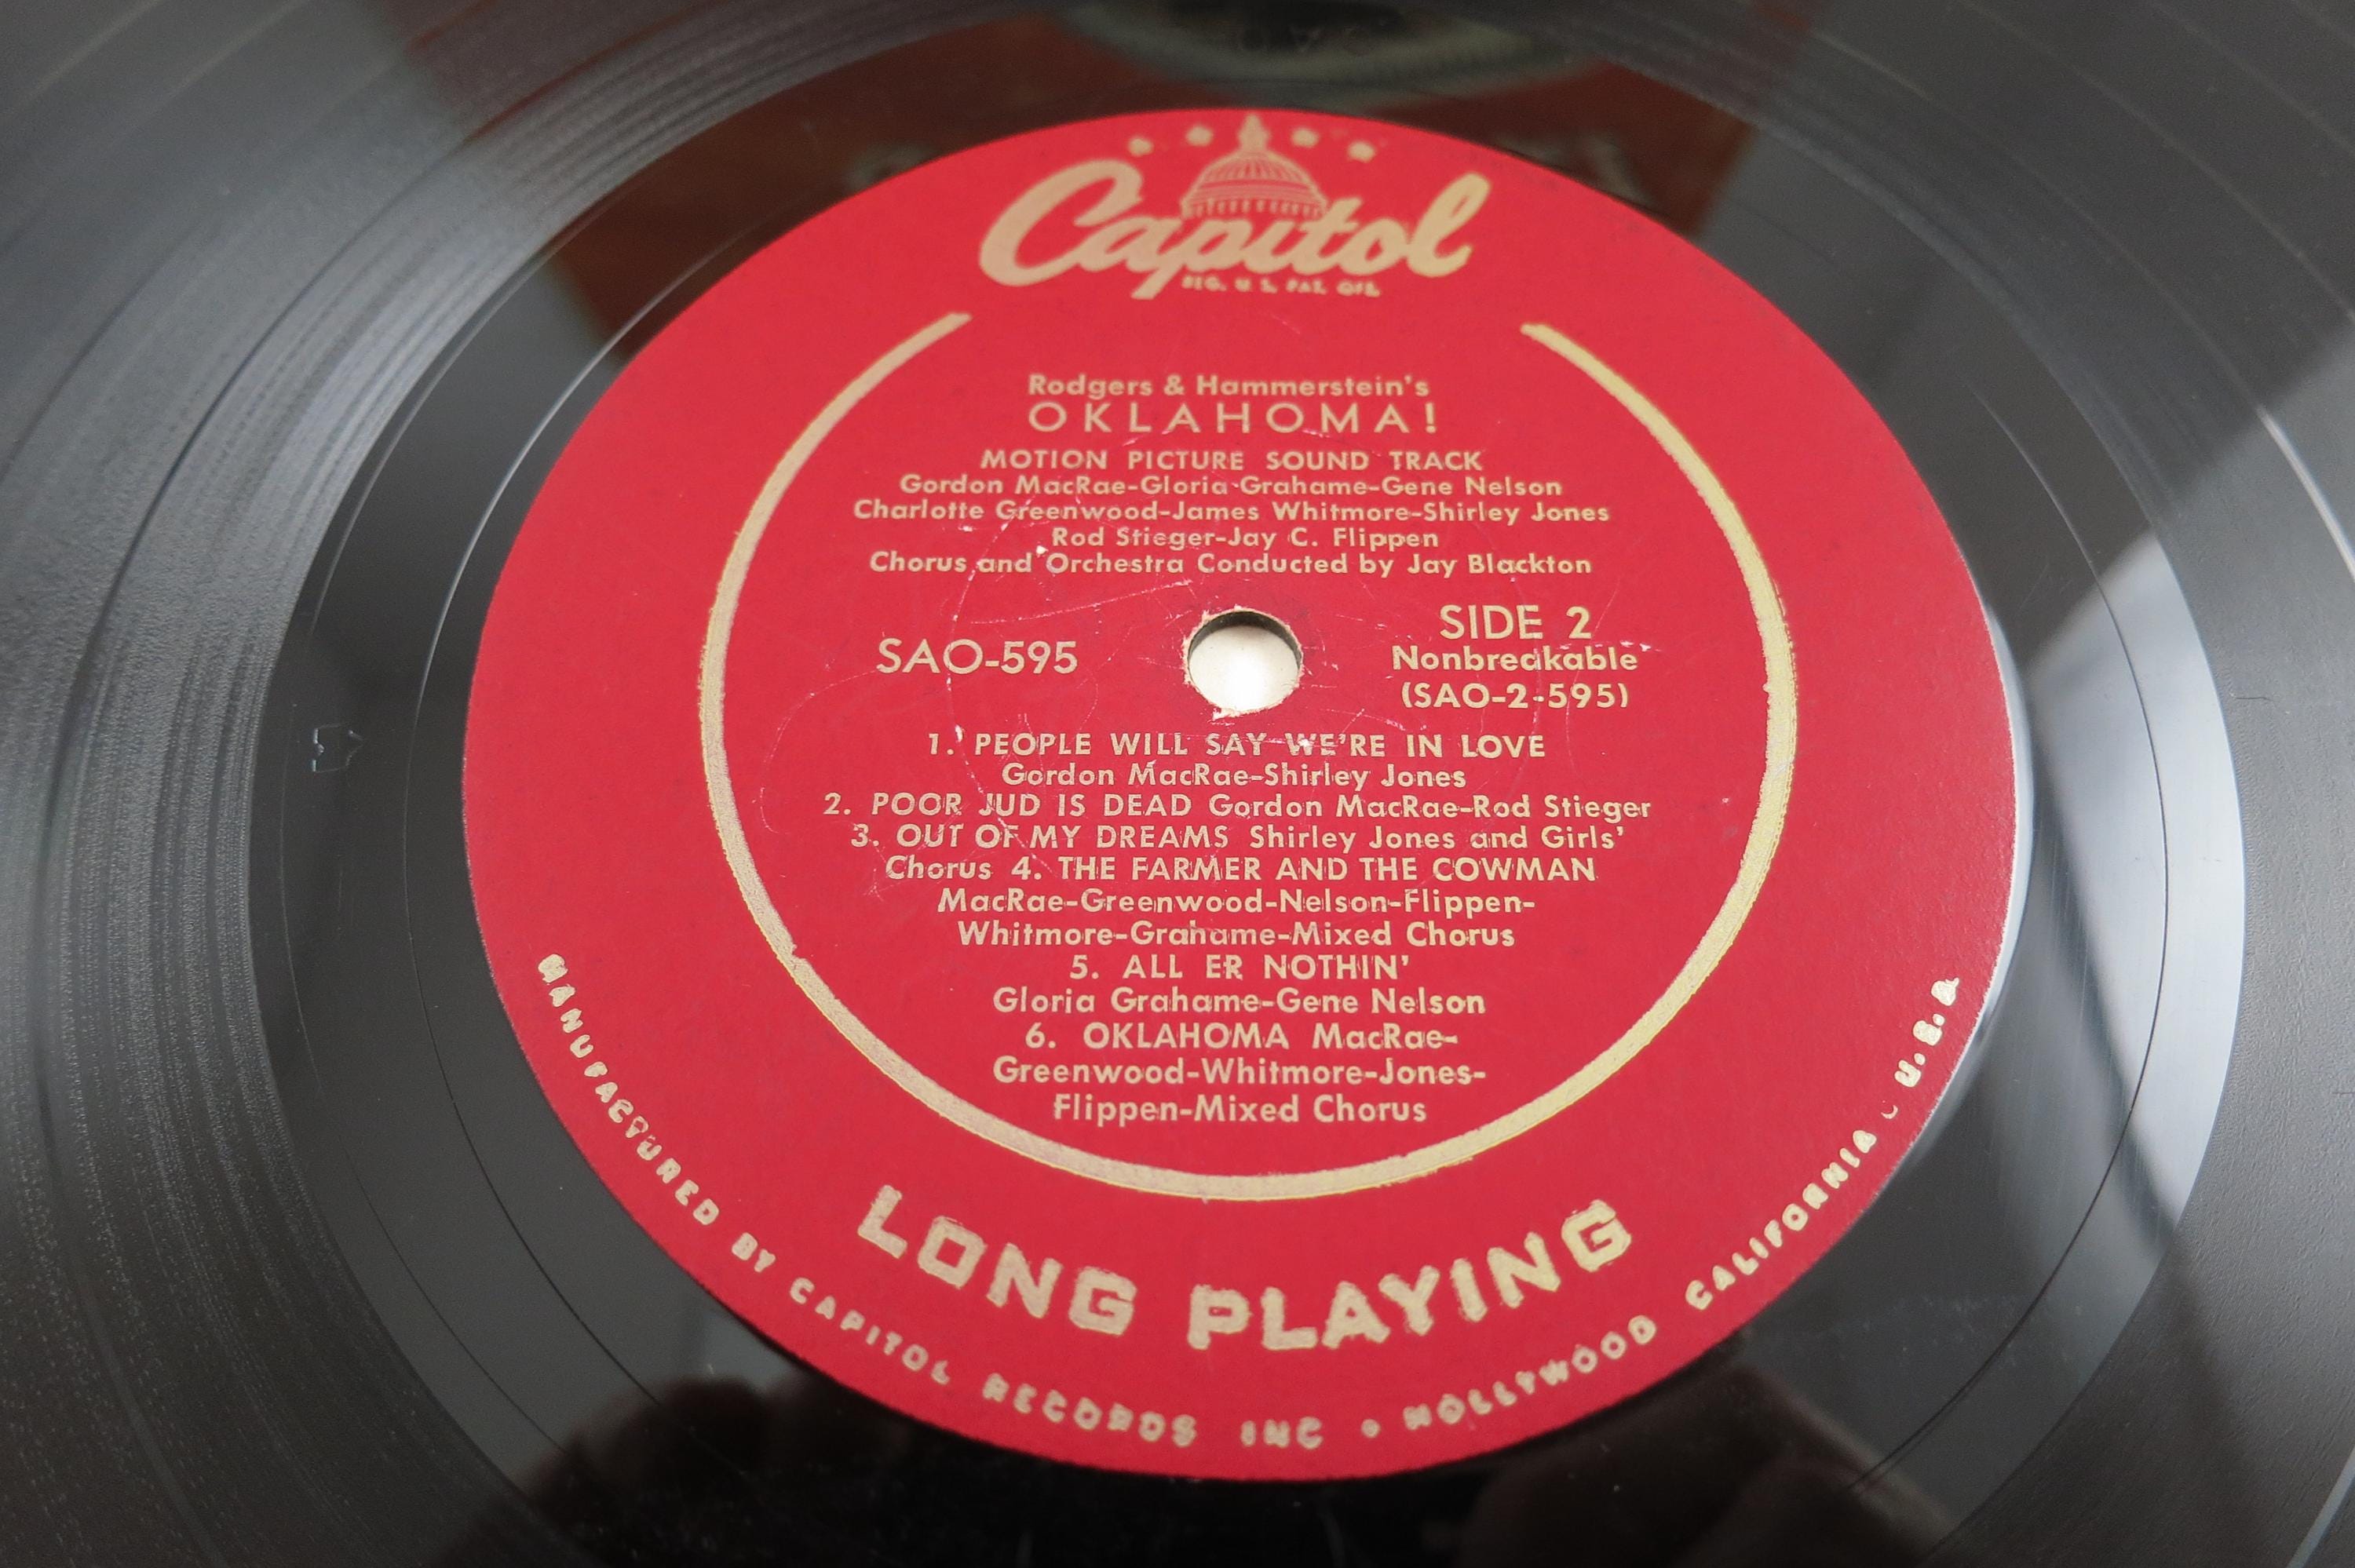 Capitol
REG. U. S. PAT. OFF.
Rodgers & Hammerstein's
OKLAHOMA!
MOTION PICTURE SOUND TRACK
Gordon MacRae-Gloria Grahame-Gene Nelson
Charlotte Greenwood-James Whitmore-Shirley Jones
Rod Stieger-Jay C. Flippen
Chorus and Orchestra Conducted by Jay Blackton
SAO-595
SIDE 2
Nonbreakable
(SAO-2-595)
1. PEOPLE WILL SAY WE'RE IN LOVE
Gordon MacRae-Shirley Jones
2. POOR JUD IS DEAD Gordon MacRae-Rod Stieger
3. OUT OF MY DREAMS Shirley Jones and Girls'
Chorus 4. THE FARMER AND THE COWMAN
MacRae-Greenwood-Nelson-Flippen-
Whitmore-Grahame-Mixed Chorus
5. ALL ER NOTHIN'
Gloria Grahame-Gene Nelson
6. OKLAHOMA MacRae-
Greenwood-Whitmore-Jones-
Flippen-Mixed Chorus
LONG PLAYING
MANUFACTURED BY CAPITOL RECORDS INC • HOLLYWOOD CALIFORNIA • U.S.A